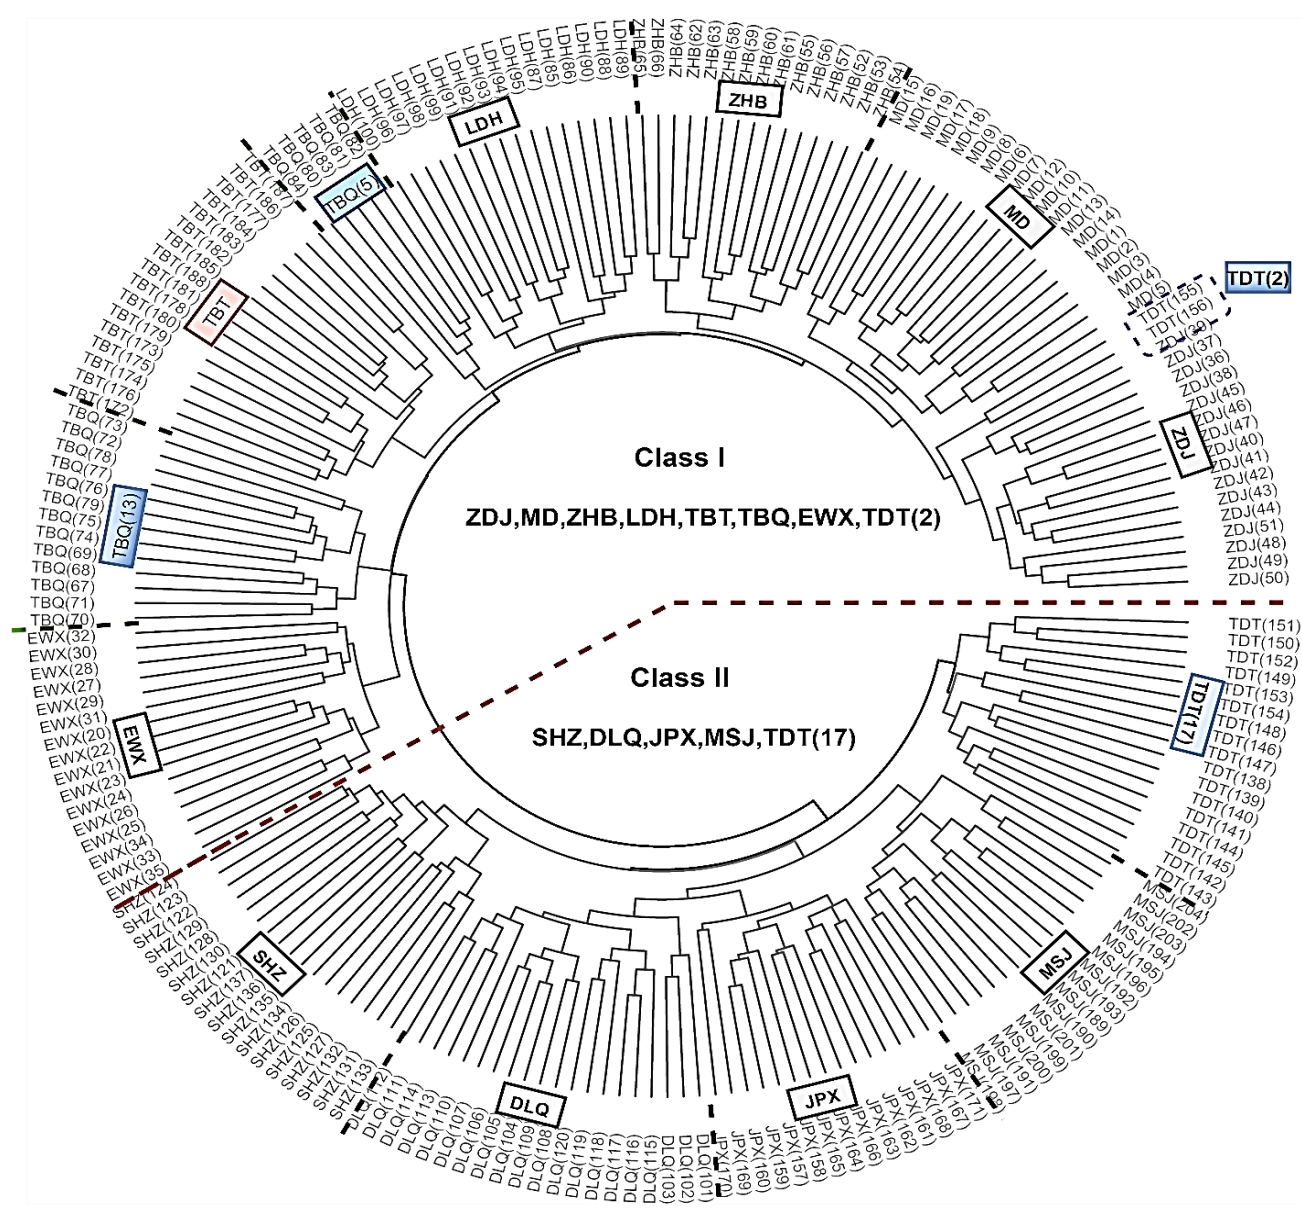 LDH(100)
LDH(96)
LDH(97)
LDH(98)
LDH(99)
LDH(91)
LDH(92)
LDH(93)
LDH(94)
LDH(95)
LDH(87)
LDH(85)
LDH(86)
LDH(90)
LDH(88)
LDH(89)
ZHB(65)
ZHB(66)
ZHB(64)
ZHB(62)
ZHB(63)
ZHB(58)
ZHB(59)
ZHB(60)
ZHB(61)
ZHB(55)
ZHB(56)
ZHB(57)
ZHB(52)
ZHB(53)
ZHB(54)
MD(15)
MD(16)
MD(19)
MD(17)
MD(18)
MD(9)
MD(8)
MD(6)
MD(7)
MD(12)
MD(10)
MD(11)
MD(13)
MD(14)
MD(1)
MD(2)
MD(3)
MD(4)
MD(5)
TDT(155)
TDT(156)
ZDJ(39)
ZDJ(37)
ZDJ(36)
ZDJ(38)
ZDJ(45)
ZDJ(46)
ZDJ(47)
ZDJ(40)
ZDJ(41)
ZDJ(42)
ZDJ(43)
ZDJ(44)
ZDJ(51)
ZDJ(48)
ZDJ(49)
ZDJ(50)
TDT(151)
TDT(150)
TDT(152)
TDT(149)
TDT(153)
TDT(154)
TDT(148)
TDT(146)
TDT(147)
TDT(138)
TDT(139)
TDT(140)
TDT(141)
TDT(144)
TDT(145)
TDT(142)
TDT(143)
MSJ(204)
MSJ(202)
MSJ(203)
MSJ(194)
MSJ(195)
MSJ(196)
MSJ(192)
MSJ(193)
MSJ(189)
MSJ(190)
MSJ(201)
MSJ(199)
MSJ(200)
MSJ(191)
MSJ(197)
JPX(171)
JPX(167)
JPX(168)
JPX(161)
JPX(162)
JPX(163)
JPX(166)
JPX(164)
JPX(165)
JPX(158)
JPX(157)
JPX(159)
JPX(160)
JPX(169)
JPX(170)
DLQ(101)
DLQ(102)
DLQ(103)
DLQ(115)
DLQ(116)
DLQ(117)
DLQ(118)
DLQ(119)
DLQ(120)
DLQ(108)
DLQ(109)
DLQ(104)
DLQ(105)
DLQ(106)
DLQ(107)
DLQ(110)
DLQ(113)
DLQ(114)
DLQ(111)
SHZ(133)
SHZ(131)
SHZ(132)
SHZ(127)
SHZ(125)
SHZ(126)
SHZ(134)
SHZ(135)
SHZ(136)
SHZ(137)
SHZ(121)
SHZ(130)
SHZ(128)
SHZ(129)
SHZ(122)
SHZ(123)
SHZ(124)
EWX(35)
EWX(33)
EWX(34)
EWX(25)
EWX(26)
EWX(24)
EWX(23)
EWX(21)
EWX(22)
EWX(20)
EWX(31)
EWX(29)
EWX(27)
EWX(28)
EWX(30)
EWX(32)
TBQ(70)
TBQ(71)
TBQ(67)
TBQ(68)
TBQ(69)
TBQ(74)
TBQ(75)
TBQ(79)
TBQ(76)
TBQ(77)
TBQ(78)
TBQ(72)
TBQ(73)
TBT(172)
TBT(176)
TBT(174)
TBT(175)
TBT(173)
TBT(179)
TBT(180)
TBT(178)
TBT(181)
TBT(188)
TBT(185)
TBT(182)
TBT(183)
TBT(184)
TBT(177)
TBT(186)
TBQ(84)
TBQ(80)
TBQ(83)
TBQ(81)
TBQ(82)
LDH
ZHB
MD
TDT(2)
ZDJ
TDT(17)
MSJ
JPX
DLQ
SHZ
EWX
TBQ(13)
TBT
TBQ(5)
Class I
ZDJ,MD,ZHB,LDH,TBT,TBQ,EWX,TDT(2)
Class II
SHZ,DLQ,JPX,MSJ,TDT(17)